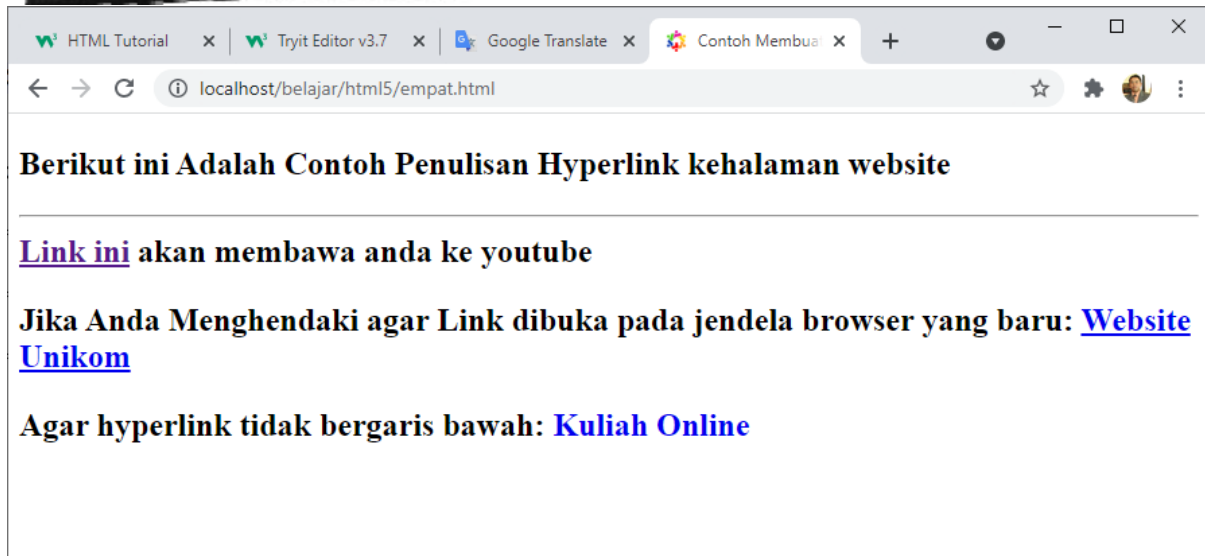 HTML Tutorial Tryit Editor v3.7 Google Translate Contoh Membua
localhost/belajar/html5/empat.html
Berikut ini Adalah Contoh Penulisan Hyperlink kehalaman website
Link ini akan membawa anda ke youtube
Jika Anda Menghendaki agar Link dibuka pada jendela browser yang baru: Website
Unikom
Agar hyperlink tidak bergaris bawah: Kuliah Online